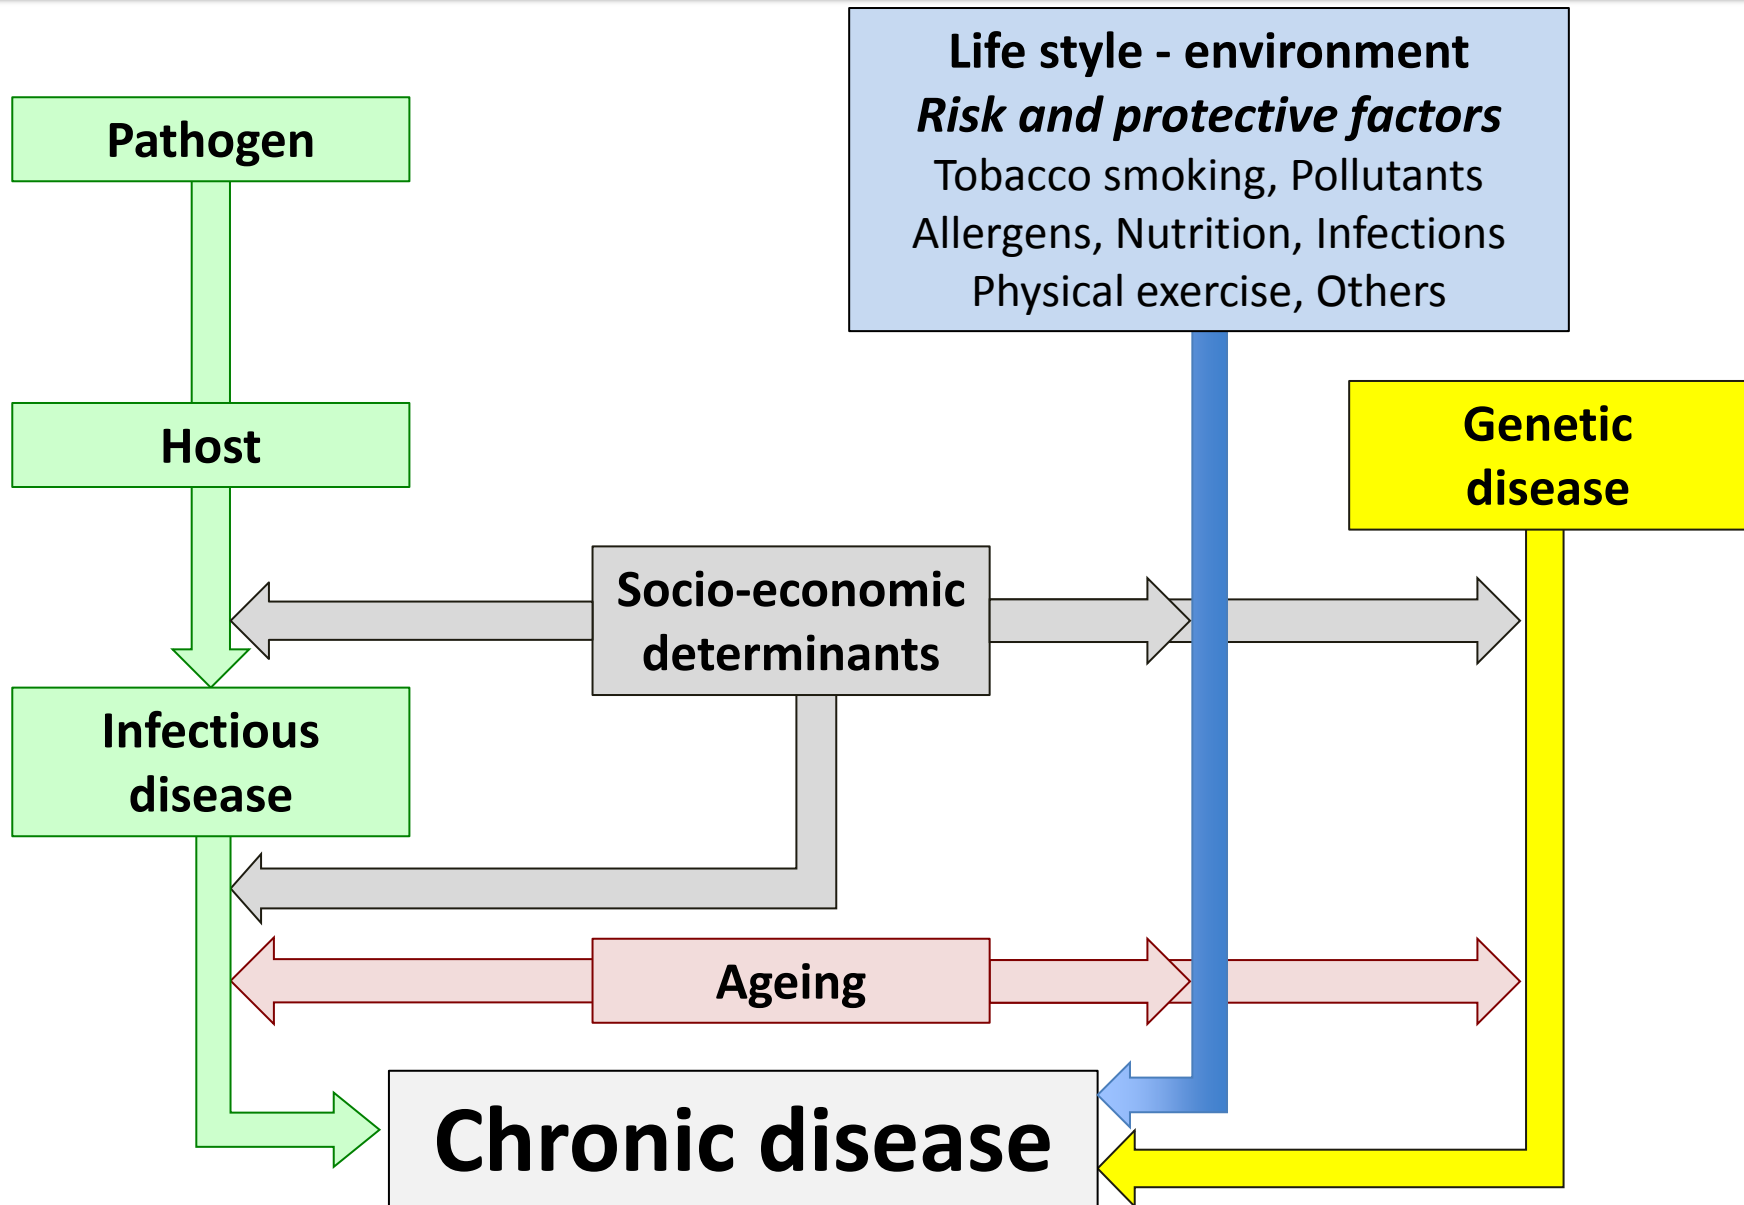 Life style - environment
Risk and protective factors
Tobacco smoking, Pollutants
Allergens, Nutrition, Infections
Physical exercise, Others
Pathogen
Host
Genetic
disease
Socio-economic
determinants
Infectious
disease
Ageing
Chronic disease